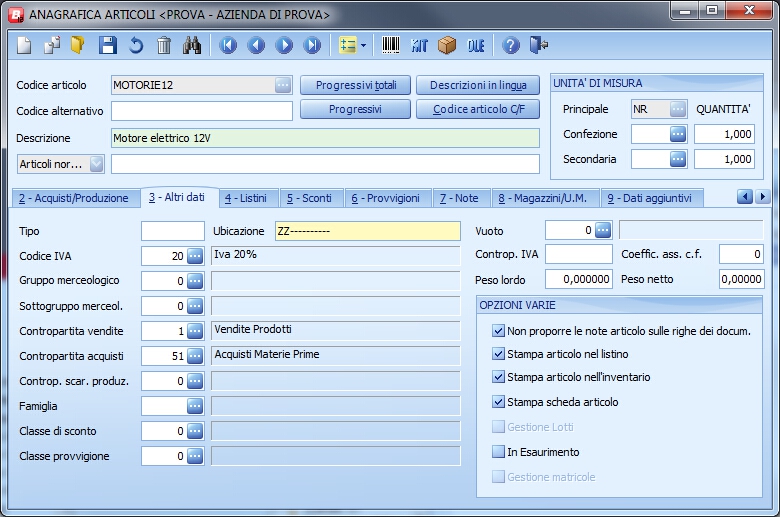 ANAGRAFICA ARTICOLI <PROVA - AZIENDA DI PROVA>
KIT DLE
Codice articolo MOTORIE12 ... Progressivi totali Descrizioni in lingua
Codice alternativo Progressivi Codice articolo C/F
Descrizione Motore elettrico 12V
Articoli nor...
UNITA' DI MISURA
Principale NR ... QUANTITA'
Confezione ... 1,000
Secondaria ... 1,000
2 - Acquisti/Produzione 3 - Altri dati 4 - Listini 5 - Sconti 6 - Provvigioni 7 - Note 8 - Magazzini/U.M. 9 - Dati aggiuntivi
Tipo Ubicazione ZZ----------
Codice IVA 20 ... Iva 20%
Gruppo merceologico 0 ...
Sottogruppo merceol. 0 ...
Contropartita vendite 1 ... Vendite Prodotti
Contropartita acquisti 51 ... Acquisti Materie Prime
Controp. scar. produz. 0 ...
Famiglia ...
Classe di sconto 0 ...
Classe provvigione 0 ...
Vuoto 0 ...
Controp. IVA Coeffic. ass. c.f. 0
Peso lordo 0,000000 Peso netto 0,00000
OPZIONI VARIE
Non proporre le note articolo sulle righe dei docum.
Stampa articolo nel listino
Stampa articolo nell'inventario
Stampa scheda articolo
Gestione Lotti
In Esaurimento
Gestione matricole